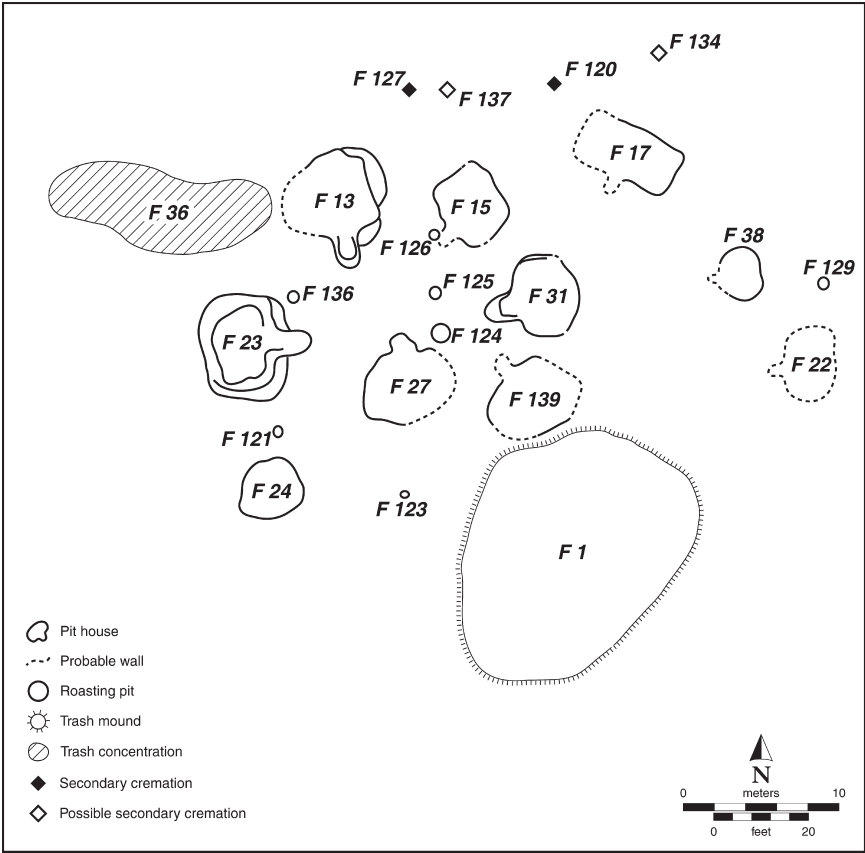 F 134
F 120
F 127
F 137
F 17
F 13
F 15
F 36
F 126
F 38
F 129
F 125
F 136
F 31
F 124
F 23
F 22
F 27
F 139
F 121
F 24
F 123
F 1
Pit house
Probable wall
Roasting pit
Trash mound
Trash concentration
Secondary cremation
Possible secondary cremation
N
0 meters 10
0 feet 20